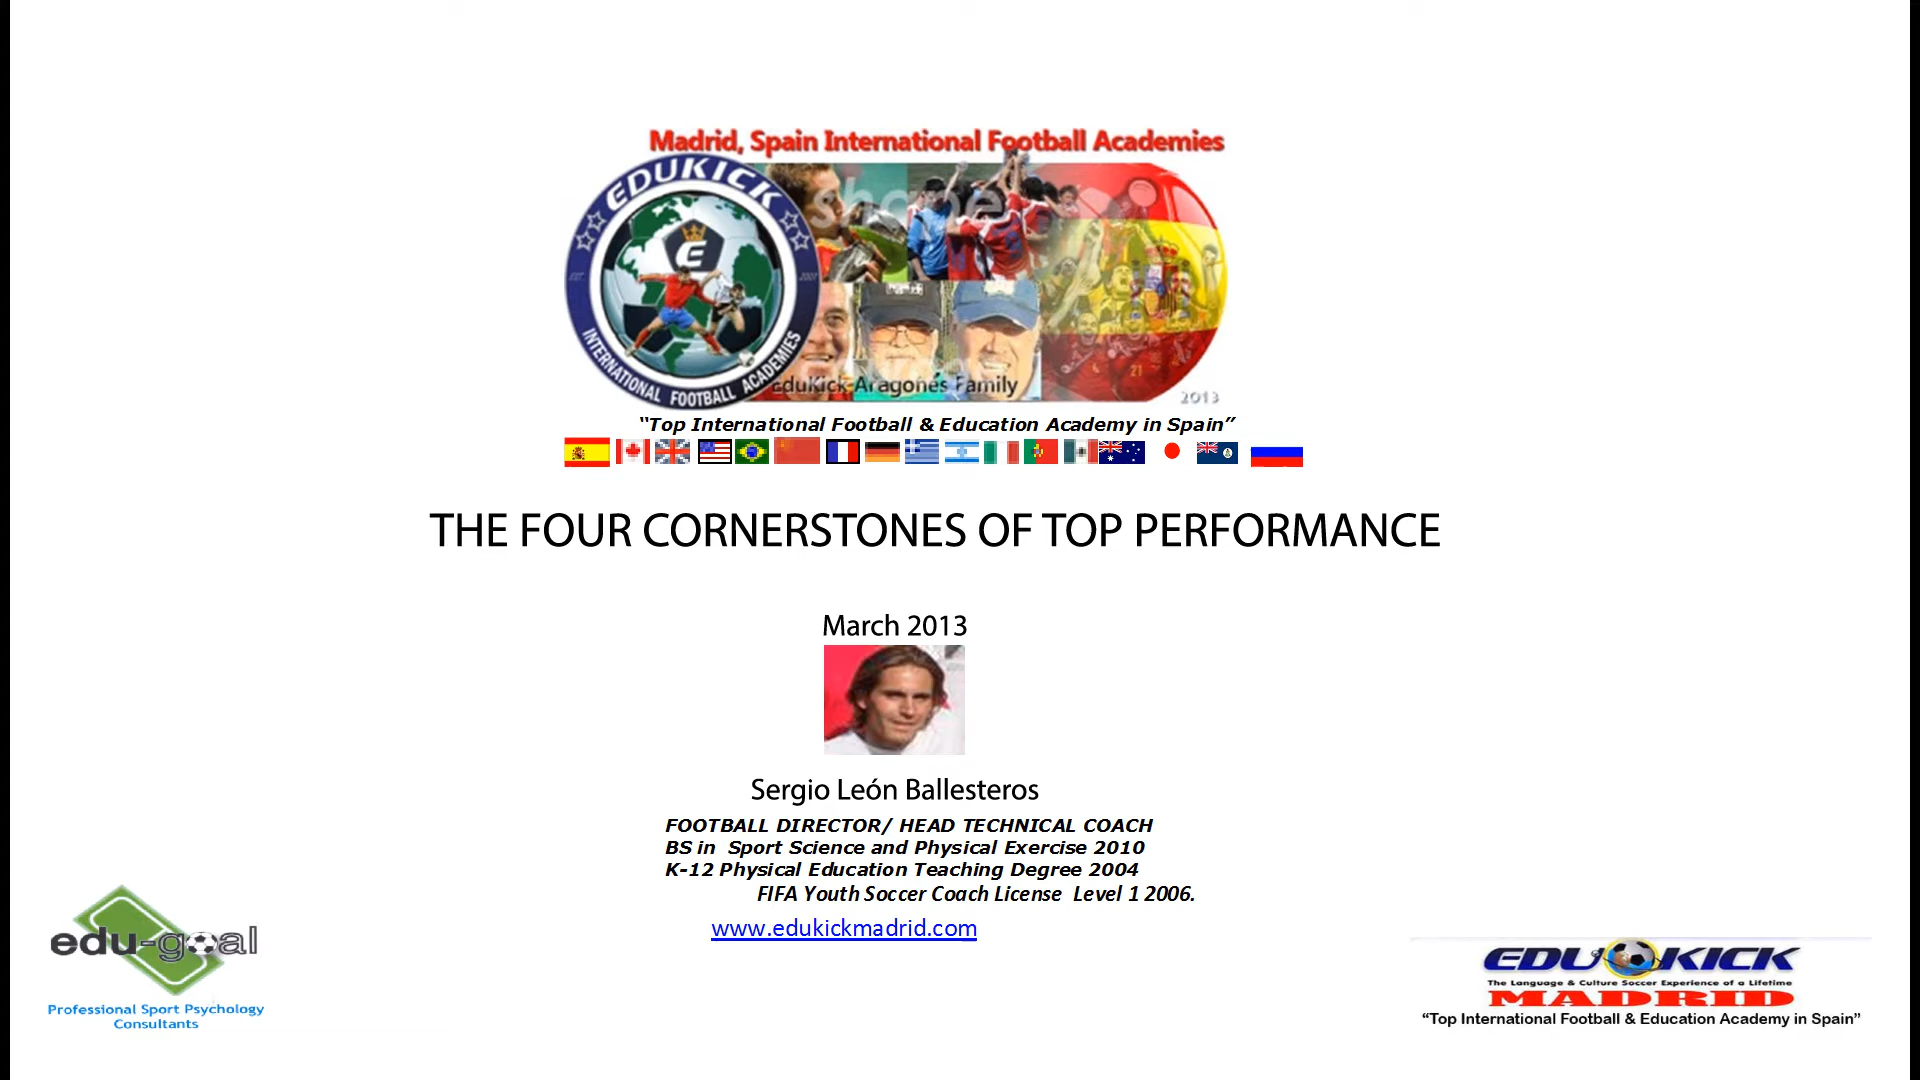 Madrid, Spain International Football Academies
EDUKICK
INTERNATIONAL FOOTBALL ACADEMIES
E
shape
21
EduKick-Aragonés Family
2013
“Top International Football & Education Academy in Spain”
THE FOUR CORNERSTONES OF TOP PERFORMANCE
March 2013
Sergio León Ballesteros
FOOTBALL DIRECTOR/ HEAD TECHNICAL COACH
BS in Sport Science and Physical Exercise 2010
K-12 Physical Education Teaching Degree 2004
FIFA Youth Soccer Coach License Level 1 2006.
www.edukickmadrid.com
edu-goal
Professional Sport Psychology
Consultants
EDUKICK
The Language & Culture Soccer Experience of a Lifetime
MADRID
“Top International Football & Education Academy in Spain”